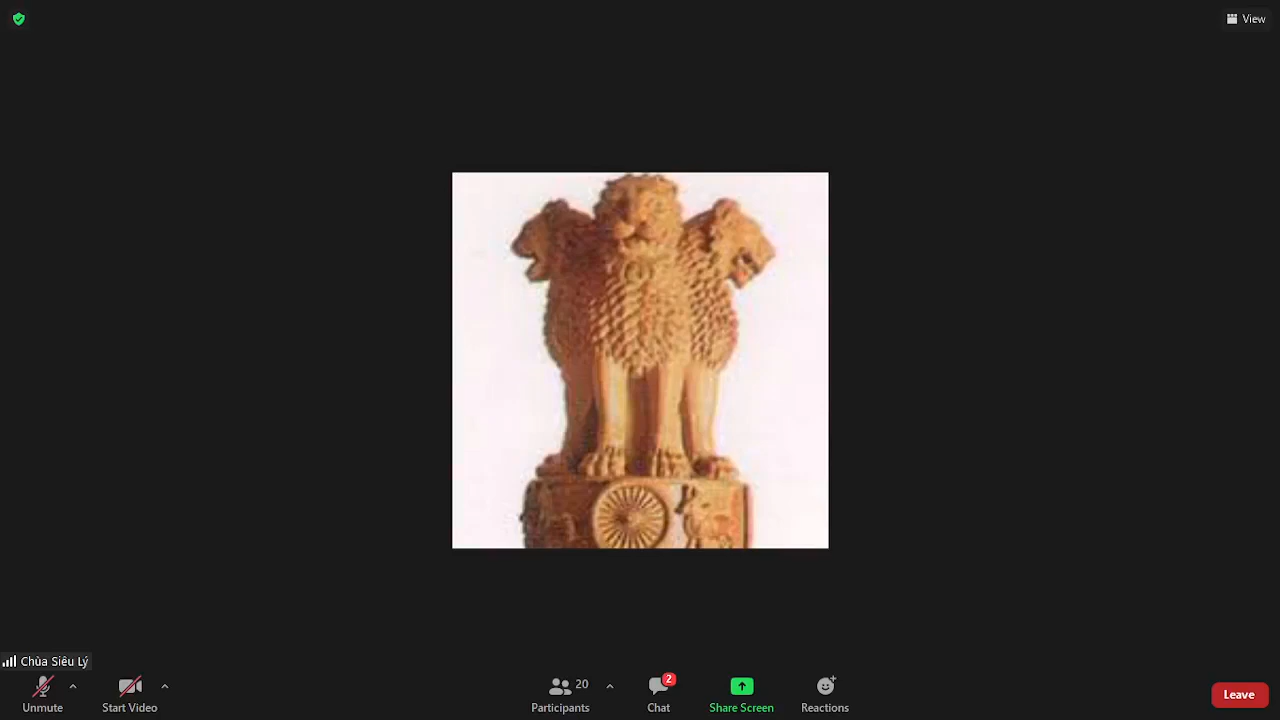 View
Chùa Siêu Lý
Unmute
Start Video
20
Participants
2
Chat
Share Screen
Reactions
Leave